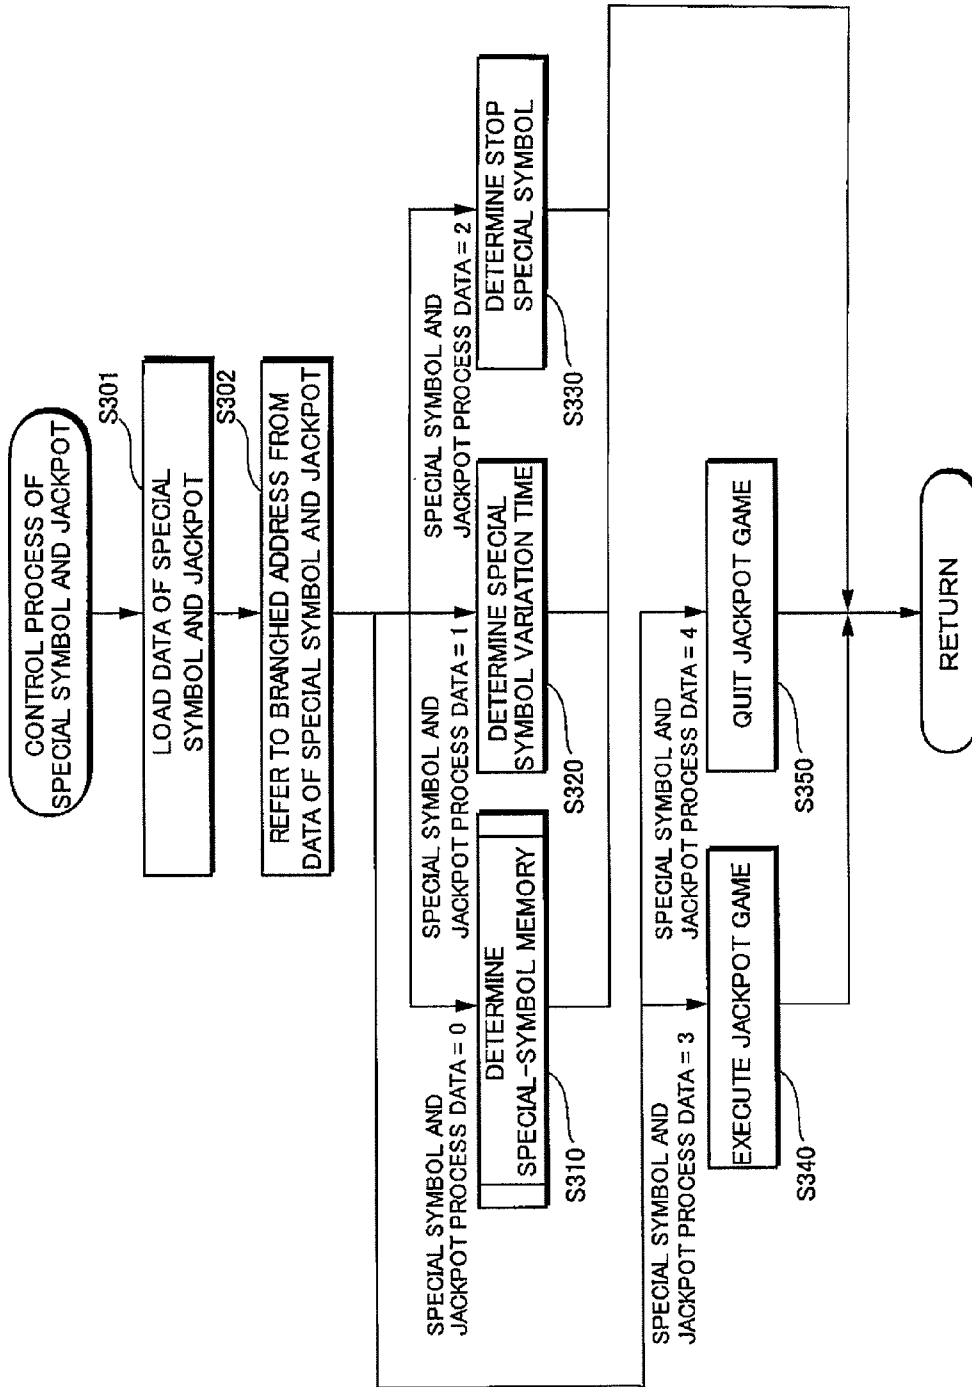 CONTROL PROCESS OF
SPECIAL SYMBOL AND JACKPOT
S301
LOAD DATA OF SPECIAL
SYMBOL AND JACKPOT
S302
REFER TO BRANCHED ADDRESS FROM
DATA OF SPECIAL SYMBOL AND JACKPOT
SPECIAL SYMBOL AND
JACKPOT PROCESS DATA = 0
DETERMINE
SPECIAL-SYMBOL MEMORY
S310
SPECIAL SYMBOL AND
JACKPOT PROCESS DATA = 1
DETERMINE SPECIAL
SYMBOL VARIATION TIME
S320
SPECIAL SYMBOL AND
JACKPOT PROCESS DATA = 2
DETERMINE STOP
SPECIAL SYMBOL
S330
SPECIAL SYMBOL AND
JACKPOT PROCESS DATA = 3
EXECUTE JACKPOT GAME
S340
SPECIAL SYMBOL AND
JACKPOT PROCESS DATA = 4
QUIT JACKPOT GAME
S350
RETURN